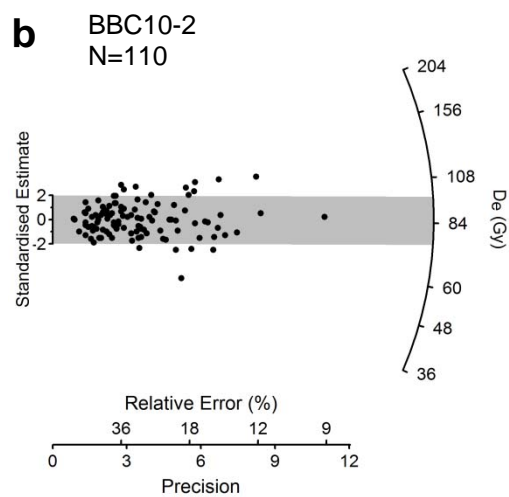 b
BBC10-2
N=110
Standardised Estimate
2
0
-2
204
156
108
84
60
48
36
De (Gy)
Relative Error (%)
36 18 12 9
0 3 6 9 12
Precision